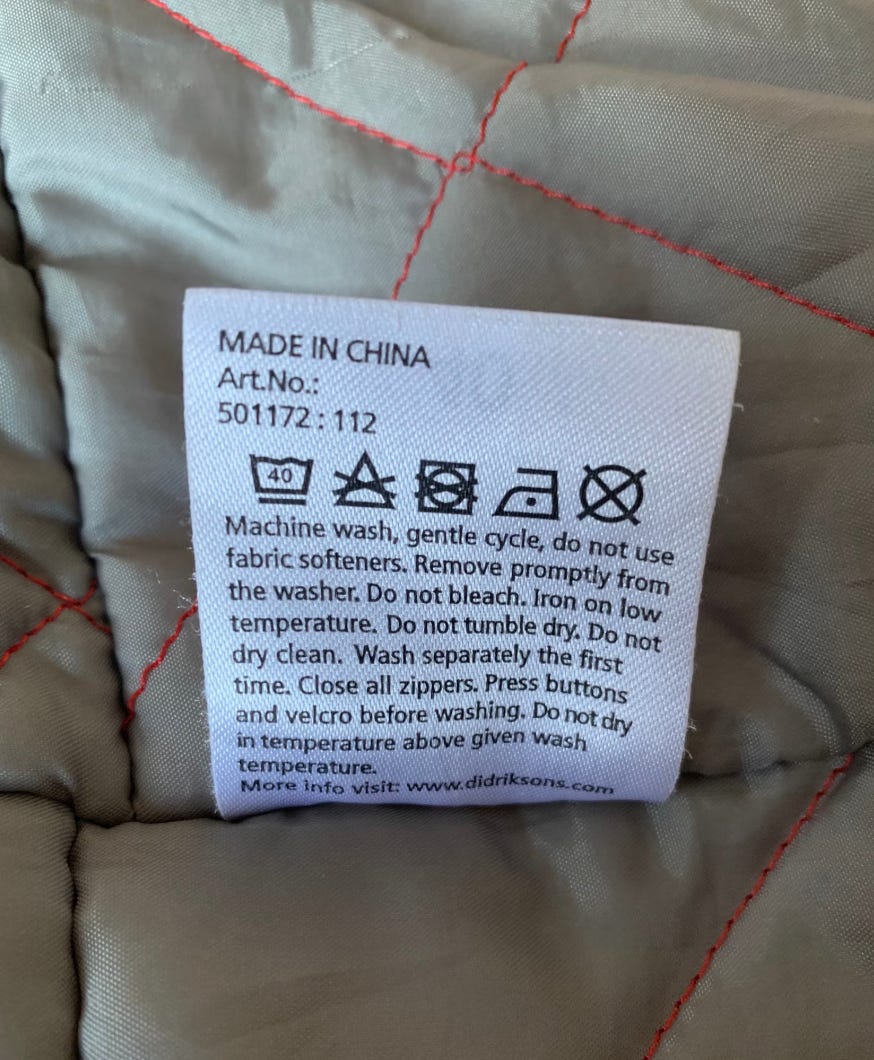 MADE IN CHINA
Art.No.:
501172 : 112
40
Machine wash, gentle cycle, do not use
fabric softeners. Remove promptly from
the washer. Do not bleach. Iron on low
temperature. Do not tumble dry. Do not
dry clean. Wash separately the first
time. Close all zippers. Press buttons
and velcro before washing. Do not dry
in temperature above given wash
temperature.
More info visit: www.didriksons.com